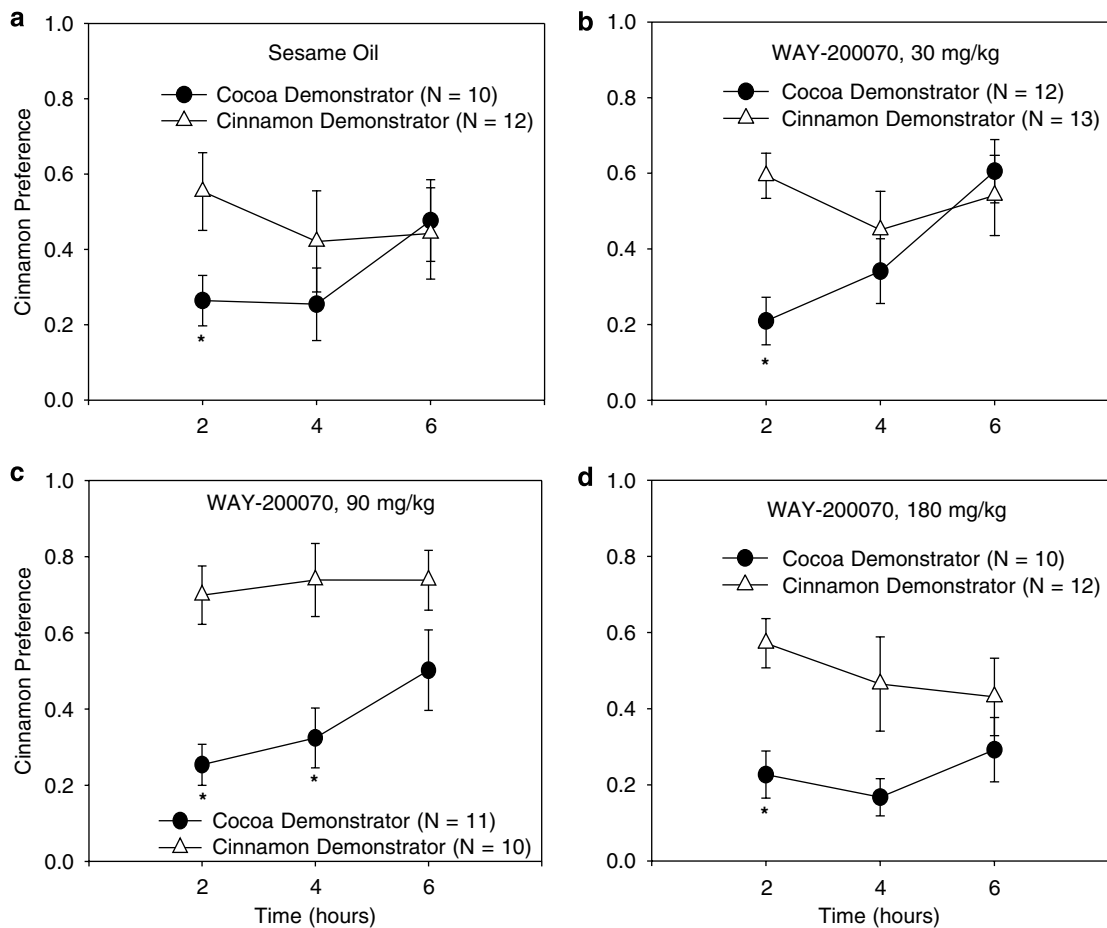 a
Sesame Oil
Cocoa Demonstrator (N = 10)
Cinnamon Demonstrator (N = 12)
Cinnamon Preference
1.0
0.8
0.6
0.4
0.2
0.0
2 4 6
*
b
WAY-200070, 30 mg/kg
Cocoa Demonstrator (N = 12)
Cinnamon Demonstrator (N = 13)
1.0
0.8
0.6
0.4
0.2
0.0
2 4 6
*
c
WAY-200070, 90 mg/kg
Cinnamon Preference
1.0
0.8
0.6
0.4
0.2
0.0
* *
Cocoa Demonstrator (N = 11)
Cinnamon Demonstrator (N = 10)
2 4 6
Time (hours)
d
WAY-200070, 180 mg/kg
Cocoa Demonstrator (N = 10)
Cinnamon Demonstrator (N = 12)
1.0
0.8
0.6
0.4
0.2
0.0
*
2 4 6
Time (hours)